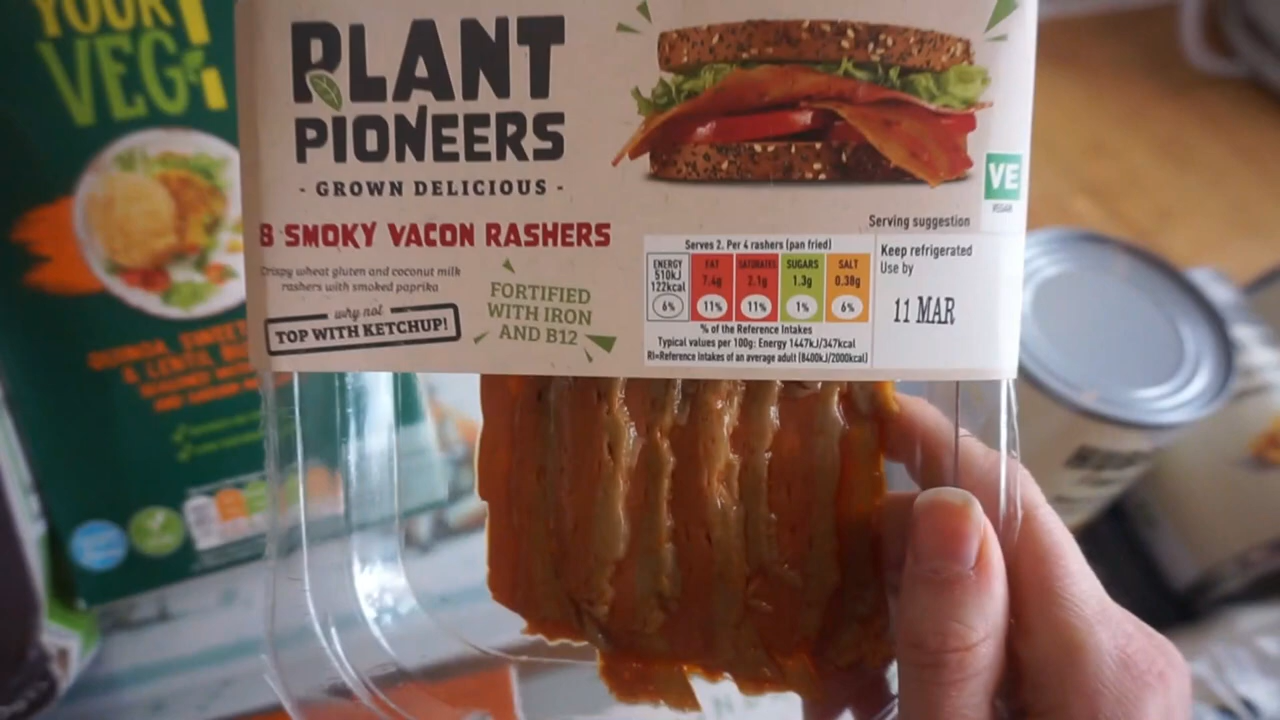 YOUR
VEG
PLANT
PIONEERS
- GROWN DELICIOUS -
8 SMOKY VACON RASHERS
Crispy wheat gluten and coconut milk
rashers with smoked paprika
why not
TOP WITH KETCHUP!
FORTIFIED
WITH IRON
AND B12
VE
VEGAN
Serving suggestion
Serves 2. Per 4 rashers (pan fried)
ENERGY 510kJ 122kcal 6%
FAT 7.4g 11%
SATURATES 2.1g 11%
SUGARS 1.3g 1%
SALT 0.38g 6%
% of the Reference Intakes
Typical values per 100g: Energy 1447kJ/347kcal
RI=Reference Intakes of an average adult (8400kJ/2000kcal)
Keep refrigerated
Use by
11 MAR
& LENTIL